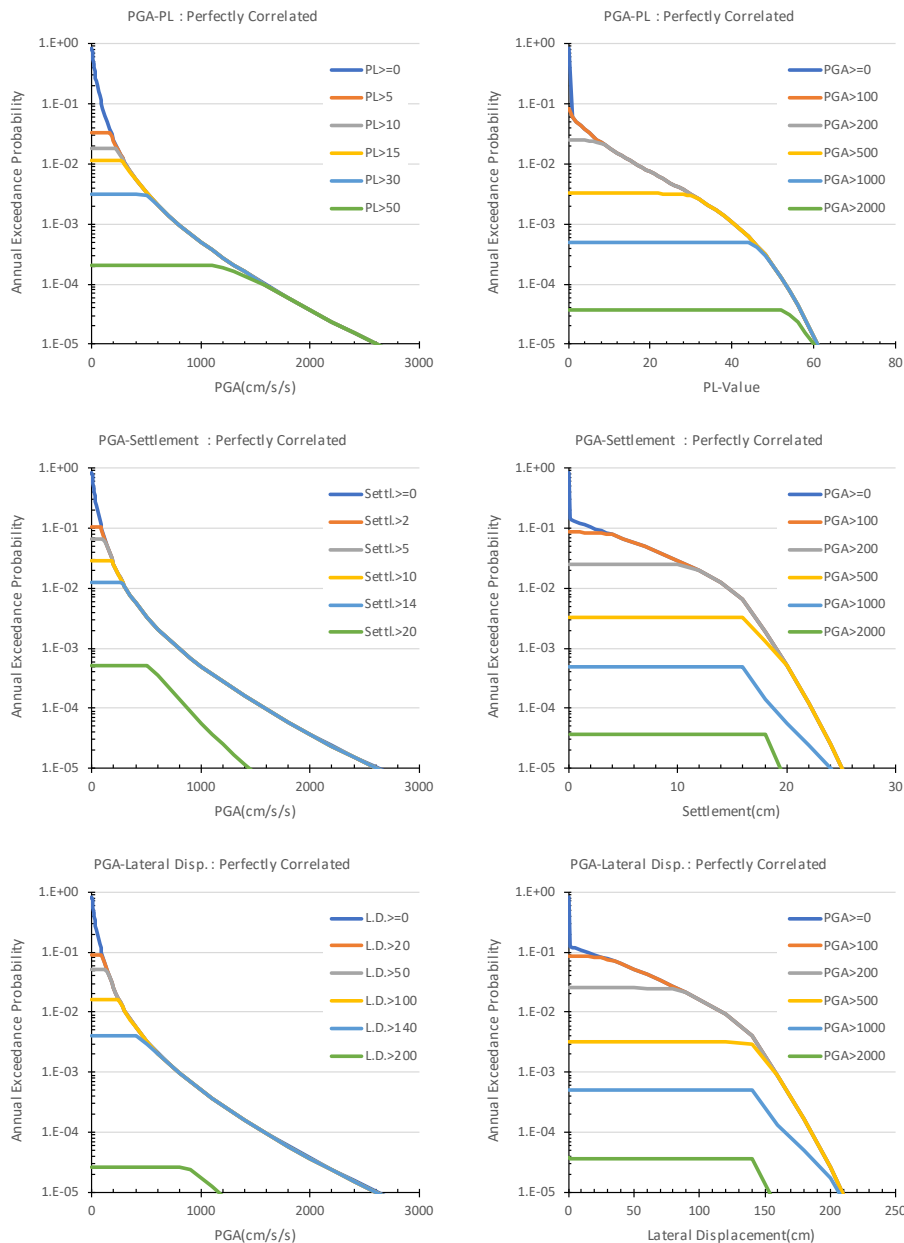 PGA-PL : Perfectly Correlated
Annual Exceedance Probability
1.E+00
1.E-01
1.E-02
1.E-03
1.E-04
1.E-05
PL>=0
PL>5
PL>10
PL>15
PL>30
PL>50
0 1000 2000 3000
PGA(cm/s/s)
PGA-PL : Perfectly Correlated
Annual Exceedance Probability
1.E+00
1.E-01
1.E-02
1.E-03
1.E-04
1.E-05
PGA>=0
PGA>100
PGA>200
PGA>500
PGA>1000
PGA>2000
0 20 40 60 80
PL-Value
PGA-Settlement : Perfectly Correlated
Annual Exceedance Probability
1.E+00
1.E-01
1.E-02
1.E-03
1.E-04
1.E-05
Settl.>=0
Settl.>2
Settl.>5
Settl.>10
Settl.>14
Settl.>20
0 1000 2000 3000
PGA(cm/s/s)
PGA-Settlement : Perfectly Correlated
Annual Exceedance Probability
1.E+00
1.E-01
1.E-02
1.E-03
1.E-04
1.E-05
PGA>=0
PGA>100
PGA>200
PGA>500
PGA>1000
PGA>2000
0 10 20 30
Settlement(cm)
PGA-Lateral Disp. : Perfectly Correlated
Annual Exceedance Probability
1.E+00
1.E-01
1.E-02
1.E-03
1.E-04
1.E-05
L.D.>=0
L.D.>20
L.D.>50
L.D.>100
L.D.>140
L.D.>200
0 1000 2000 3000
PGA(cm/s/s)
PGA-Lateral Disp. : Perfectly Correlated
Annual Exceedance Probability
1.E+00
1.E-01
1.E-02
1.E-03
1.E-04
1.E-05
PGA>=0
PGA>100
PGA>200
PGA>500
PGA>1000
PGA>2000
0 50 100 150 200 250
Lateral Displacement(cm)